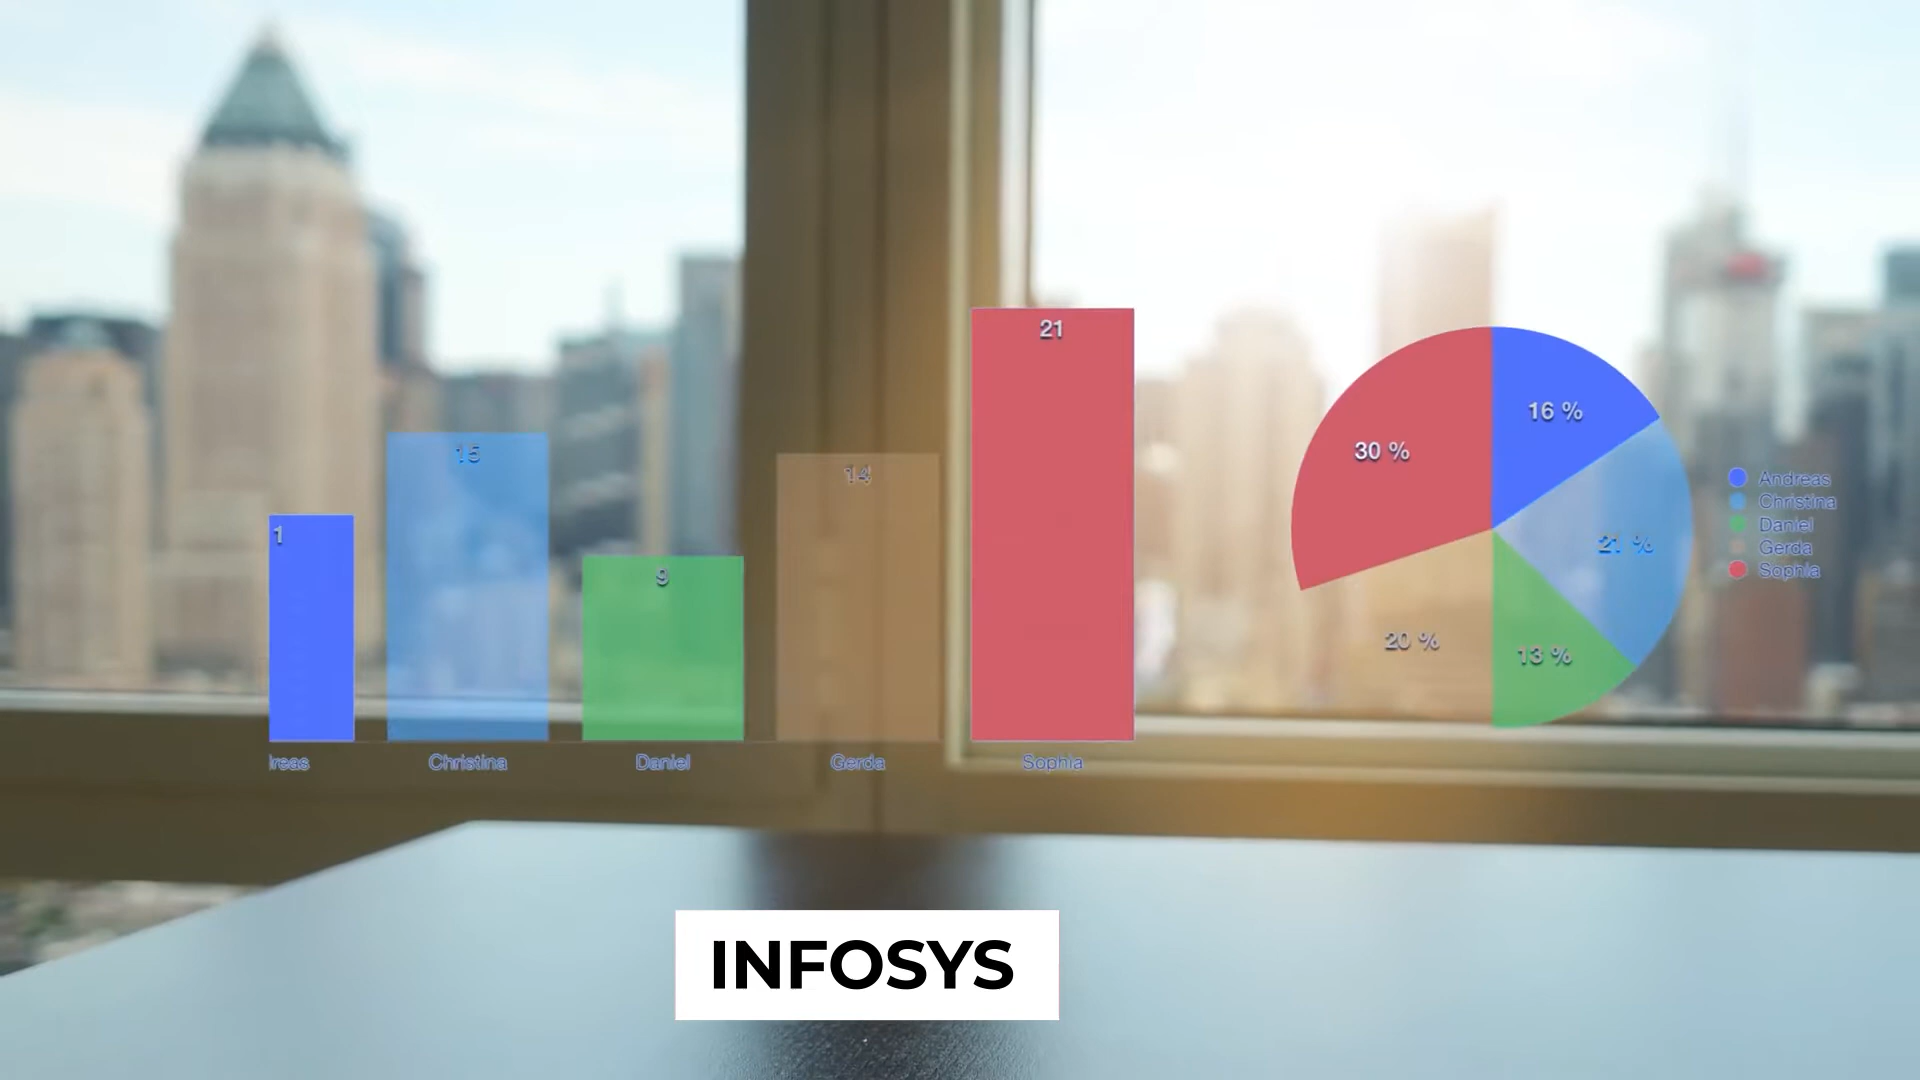 21
15
14
1
9
lreas
Christina
Daniel
Gerda
Sophia
16 %
30 %
21 %
20 %
13 %
Andreas
Christina
Daniel
Gerda
Sophia
INFOSYS